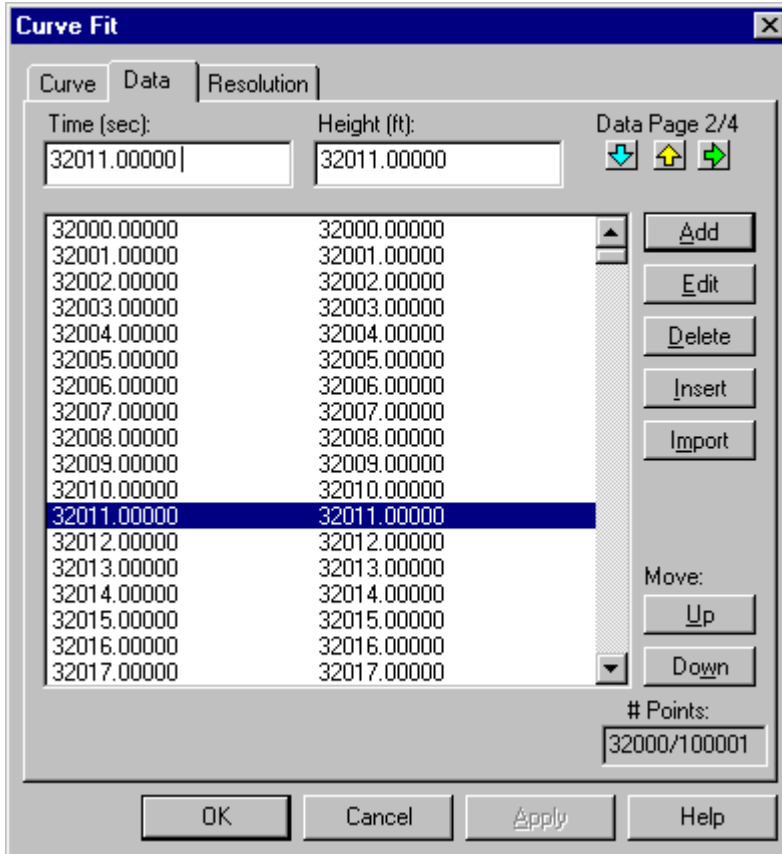 Curve Fit
Curve Data Resolution
Time (sec): Height (ft): Data Page 2/4
32011.00000 32011.00000
32000.00000 32000.00000 Add
32001.00000 32001.00000
32002.00000 32002.00000 Edit
32003.00000 32003.00000
32004.00000 32004.00000 Delete
32005.00000 32005.00000
32006.00000 32006.00000 Insert
32007.00000 32007.00000
32008.00000 32008.00000 Import
32009.00000 32009.00000
32010.00000 32010.00000
32011.00000 32011.00000
32012.00000 32012.00000
32013.00000 32013.00000 Move:
32014.00000 32014.00000
32015.00000 32015.00000 Up
32016.00000 32016.00000
32017.00000 32017.00000 Down
# Points:
32000/100001
OK Cancel Apply Help